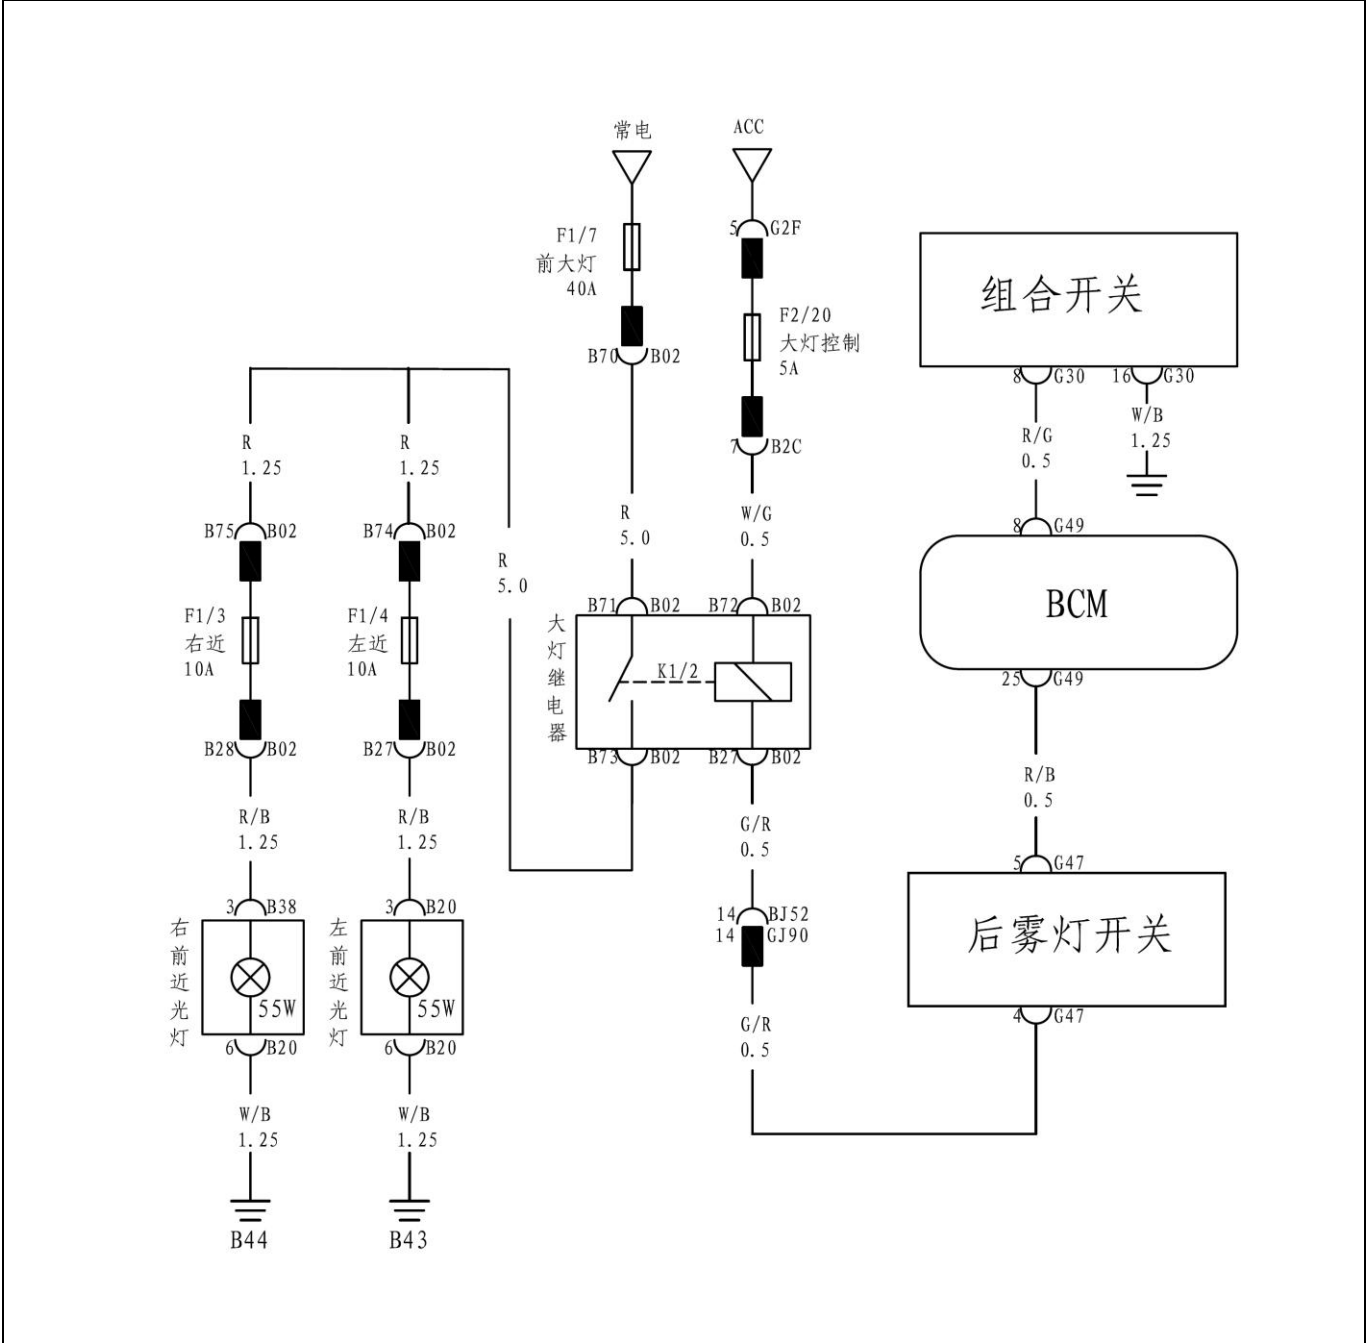 常电
ACC
5 G2F
F1/7
前大灯
40A
F2/20
大灯控制
5A
B70 B02
7 B2C
组合开关
8 G30
16 G30
R/G
0.5
W/B
1.25
R
1.25
R
1.25
R
5.0
R
5.0
W/G
0.5
8 G49
BCM
25 G49
B75 B02
B74 B02
F1/3
右近
10A
F1/4
左近
10A
B28 B02
B27 B02
大灯继电器
B71 B02
B72 B02
K1/2
B73 B02
B27 B02
R/B
1.25
R/B
1.25
G/R
0.5
R/B
0.5
5 G47
后雾灯开关
4 G47
3 B38
3 B20
右前近光灯
55W
左前近光灯
55W
6 B20
6 B20
14 BJ52
14 GJ90
G/R
0.5
W/B
1.25
W/B
1.25
B44
B43